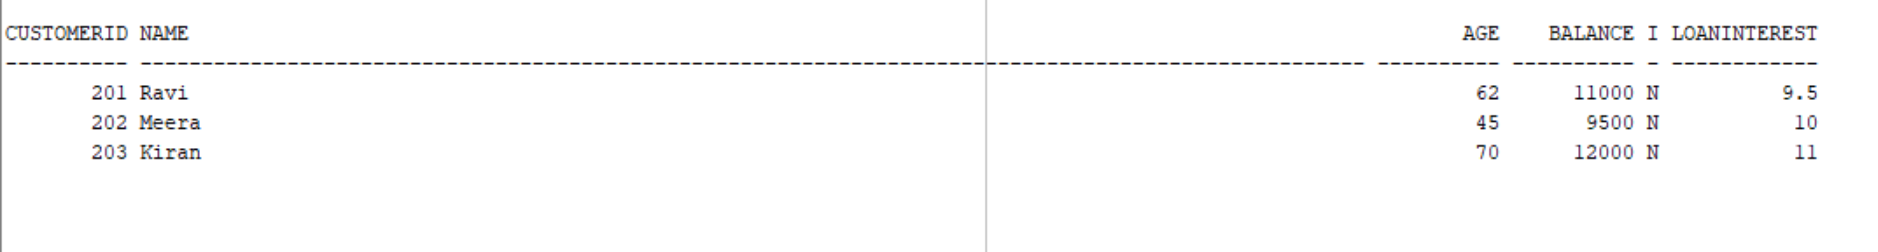 CUSTOMERID NAME AGE BALANCE I LOANINTEREST
---------- ---------------------------------------------------------------------------------------------------- ---------- ---------- - ------------
201 Ravi 62 11000 N 9.5
202 Meera 45 9500 N 10
203 Kiran 70 12000 N 11